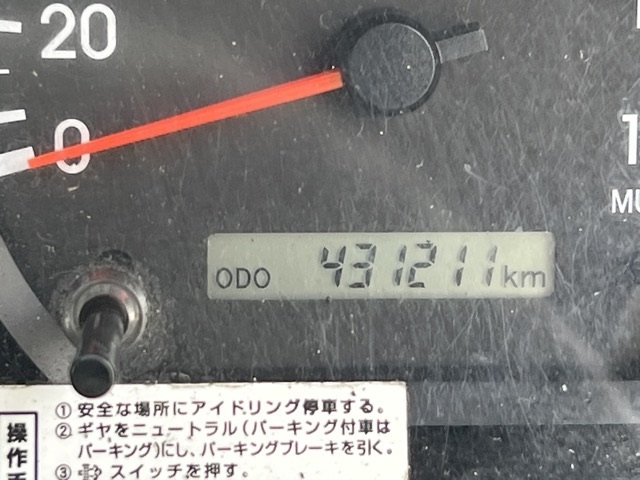 20
0
1
MU
ODO 431211 km
操作手
① 安全な場所にアイドリング停車する。
② ギヤをニュートラル(パーキング付車は
パーキング)にし、パーキングブレーキを引く。
③ スイッチを押す。